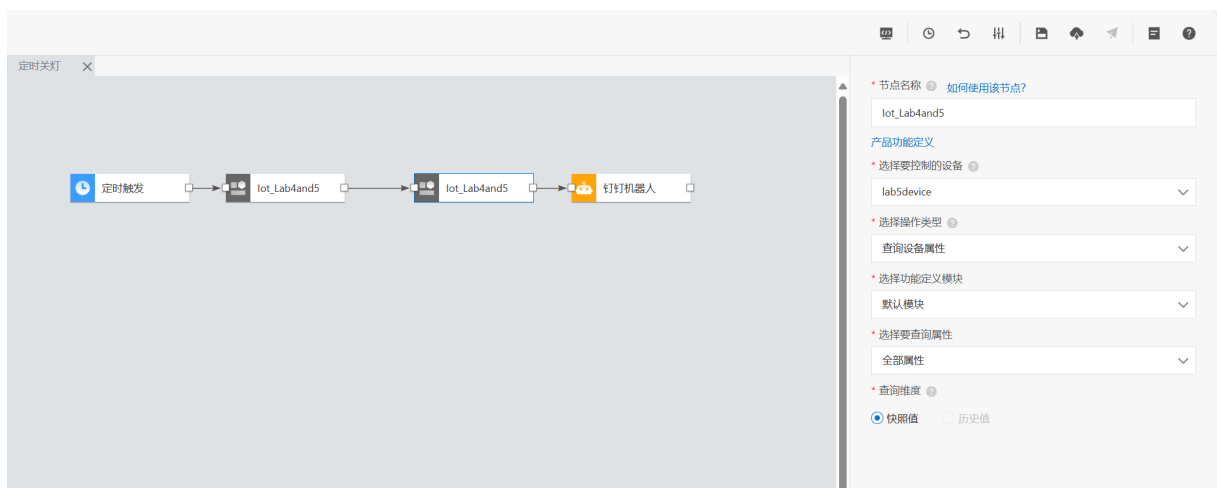 定时关灯
定时触发
Iot_Lab4and5
Iot_Lab4and5
钉钉机器人
* 节点名称 如何使用该节点?
Iot_Lab4and5
产品功能定义
* 选择要控制的设备
lab5device
* 选择操作类型
查询设备属性
* 选择功能定义模块
默认模块
* 选择要查询属性
全部属性
* 查询维度
快照值 历史值